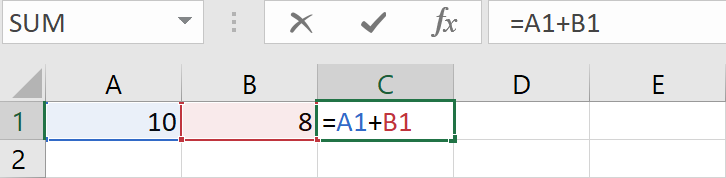 SUM fx =A1+B1
A B C D E
1 10 8 =A1+B1
2